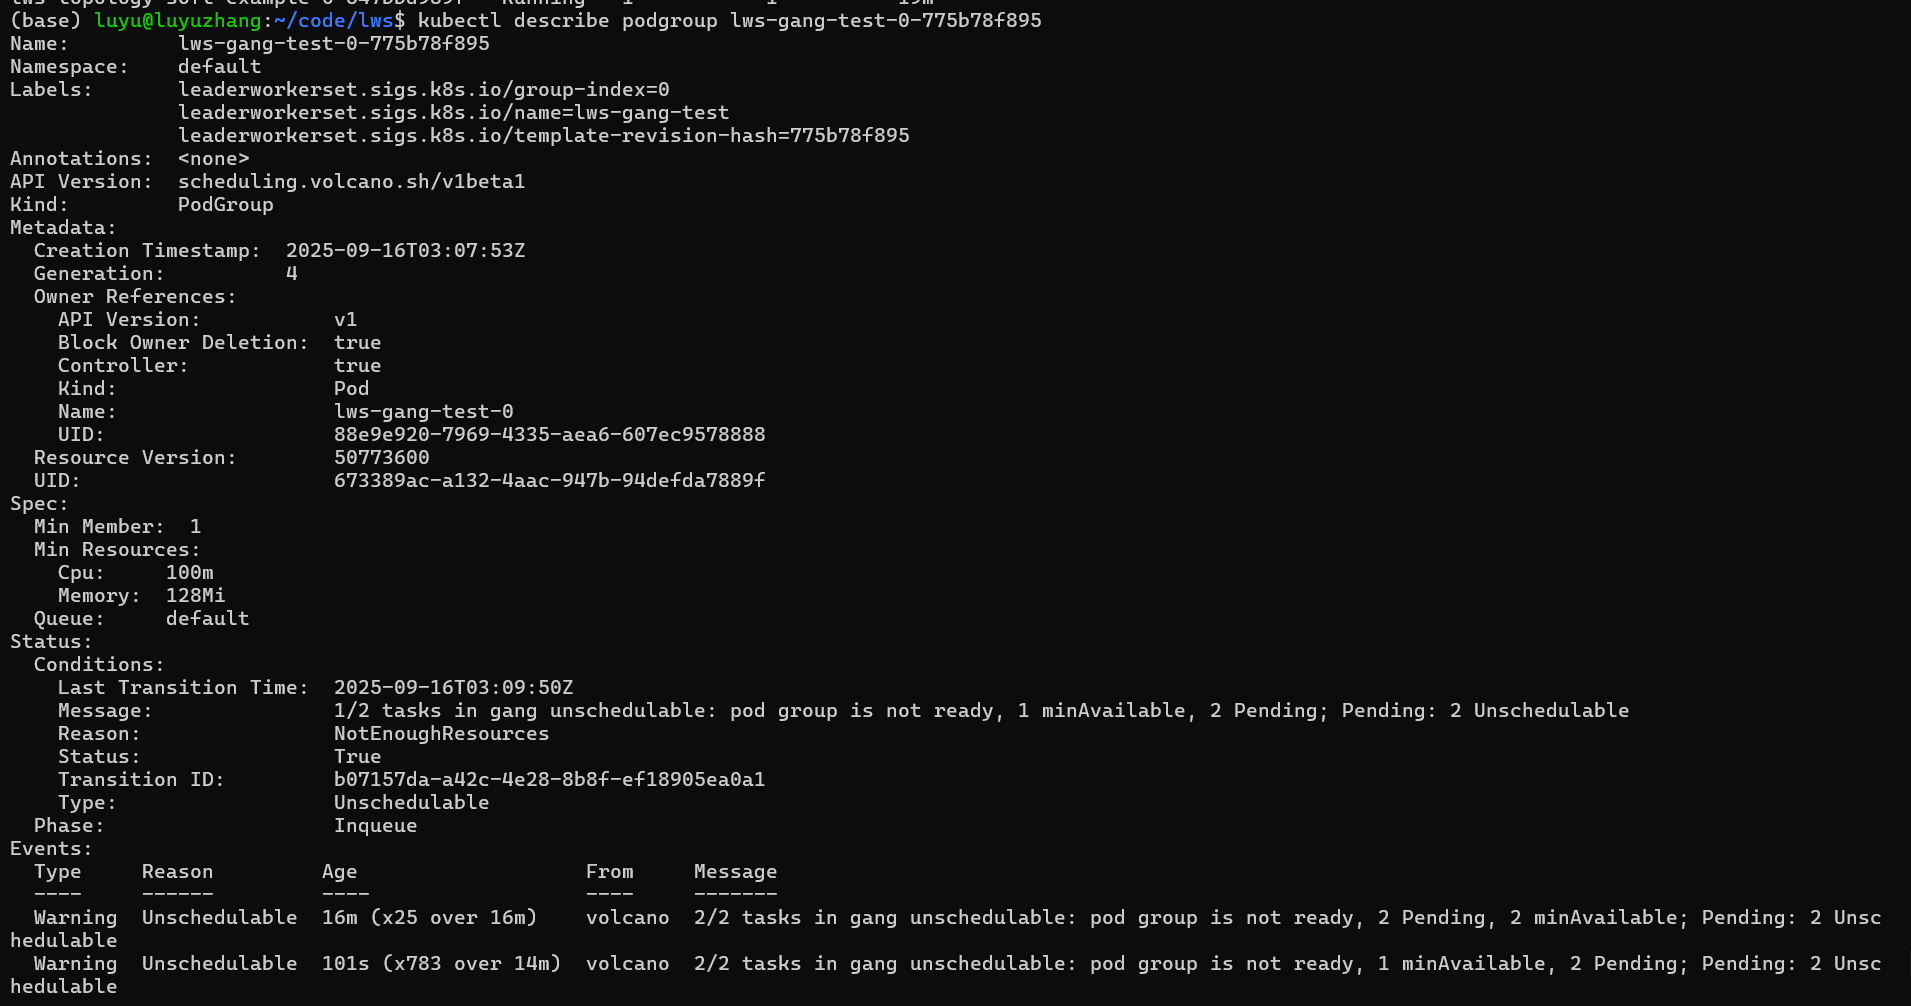 (base) luyu@luyuzhang:~/code/lws$ kubectl describe podgroup lws-gang-test-0-775b78f895
Name:         lws-gang-test-0-775b78f895
Namespace:    default
Labels:       leaderworkerset.sigs.k8s.io/group-index=0
              leaderworkerset.sigs.k8s.io/name=lws-gang-test
              leaderworkerset.sigs.k8s.io/template-revision-hash=775b78f895
Annotations:  <none>
API Version:  scheduling.volcano.sh/v1beta1
Kind:         PodGroup
Metadata:
  Creation Timestamp:  2025-09-16T03:07:53Z
  Generation:          4
  Owner References:
    API Version:           v1
    Block Owner Deletion:  true
    Controller:            true
    Kind:                  Pod
    Name:                  lws-gang-test-0
    UID:                   88e9e920-7969-4335-aea6-607ec9578888
  Resource Version:        50773600
  UID:                     673389ac-a132-4aac-947b-94defda7889f
Spec:
  Min Member:  1
  Min Resources:
    Cpu:     100m
    Memory:  128Mi
  Queue:     default
Status:
  Conditions:
    Last Transition Time:  2025-09-16T03:09:50Z
    Message:               1/2 tasks in gang unschedulable: pod group is not ready, 1 minAvailable, 2 Pending; Pending: 2 Unschedulable
    Reason:                NotEnoughResources
    Status:                True
    Transition ID:         b07157da-a42c-4e28-8b8f-ef18905ea0a1
    Type:                  Unschedulable
  Phase:                   Inqueue
Events:
  Type     Reason         Age                   From     Message
  ----     ------         ----                  ----     -------
  Warning  Unschedulable  16m (x25 over 16m)    volcano  2/2 tasks in gang unschedulable: pod group is not ready, 2 Pending, 2 minAvailable; Pending: 2 Unsc
hedulable
  Warning  Unschedulable  101s (x783 over 14m)  volcano  2/2 tasks in gang unschedulable: pod group is not ready, 1 minAvailable, 2 Pending; Pending: 2 Unsc
hedulable